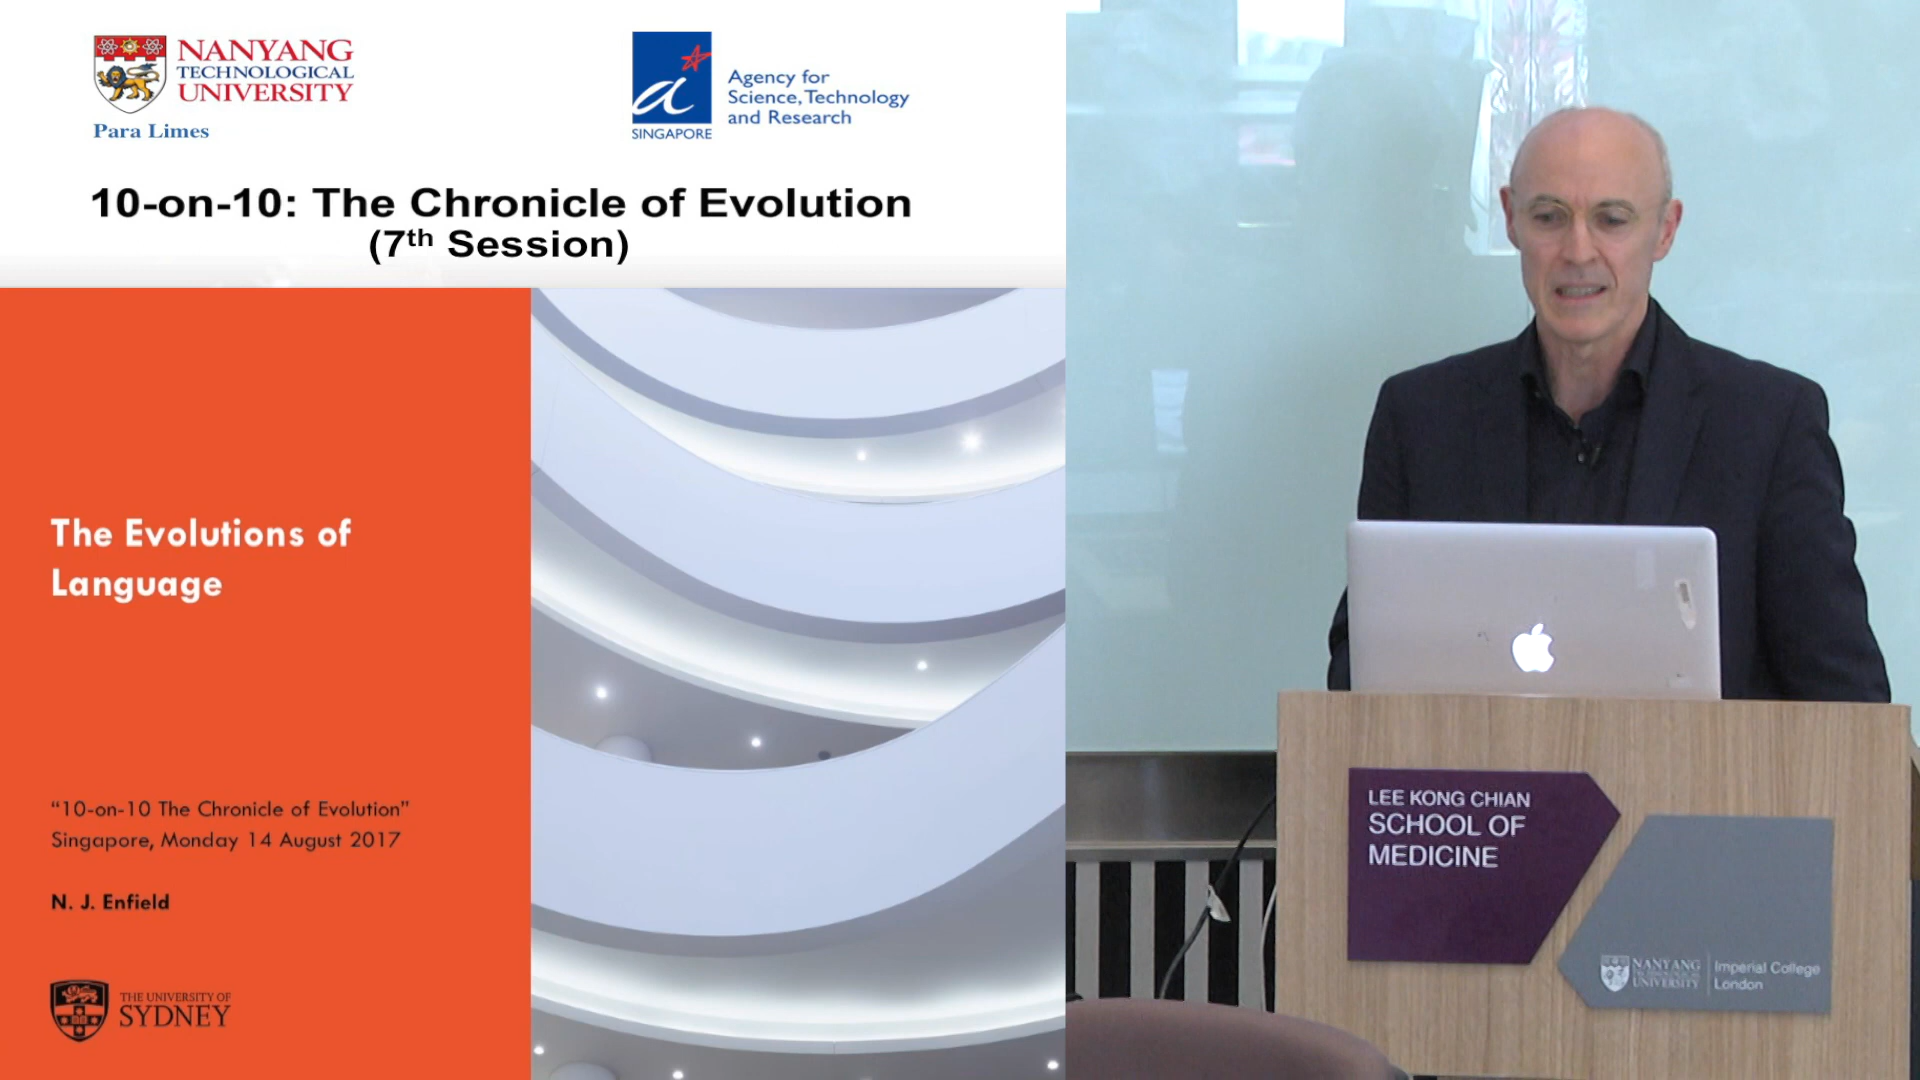 NANYANG
TECHNOLOGICAL
UNIVERSITY
Para Limes
a
SINGAPORE
Agency for
Science, Technology
and Research
10-on-10: The Chronicle of Evolution
(7th Session)
The Evolutions of
Language
“10-on-10 The Chronicle of Evolution”
Singapore, Monday 14 August 2017
N. J. Enfield
THE UNIVERSITY OF
SYDNEY
LEE KONG CHIAN
SCHOOL OF
MEDICINE
NANYANG
TECHNOLOGICAL
UNIVERSITY
Imperial College
London